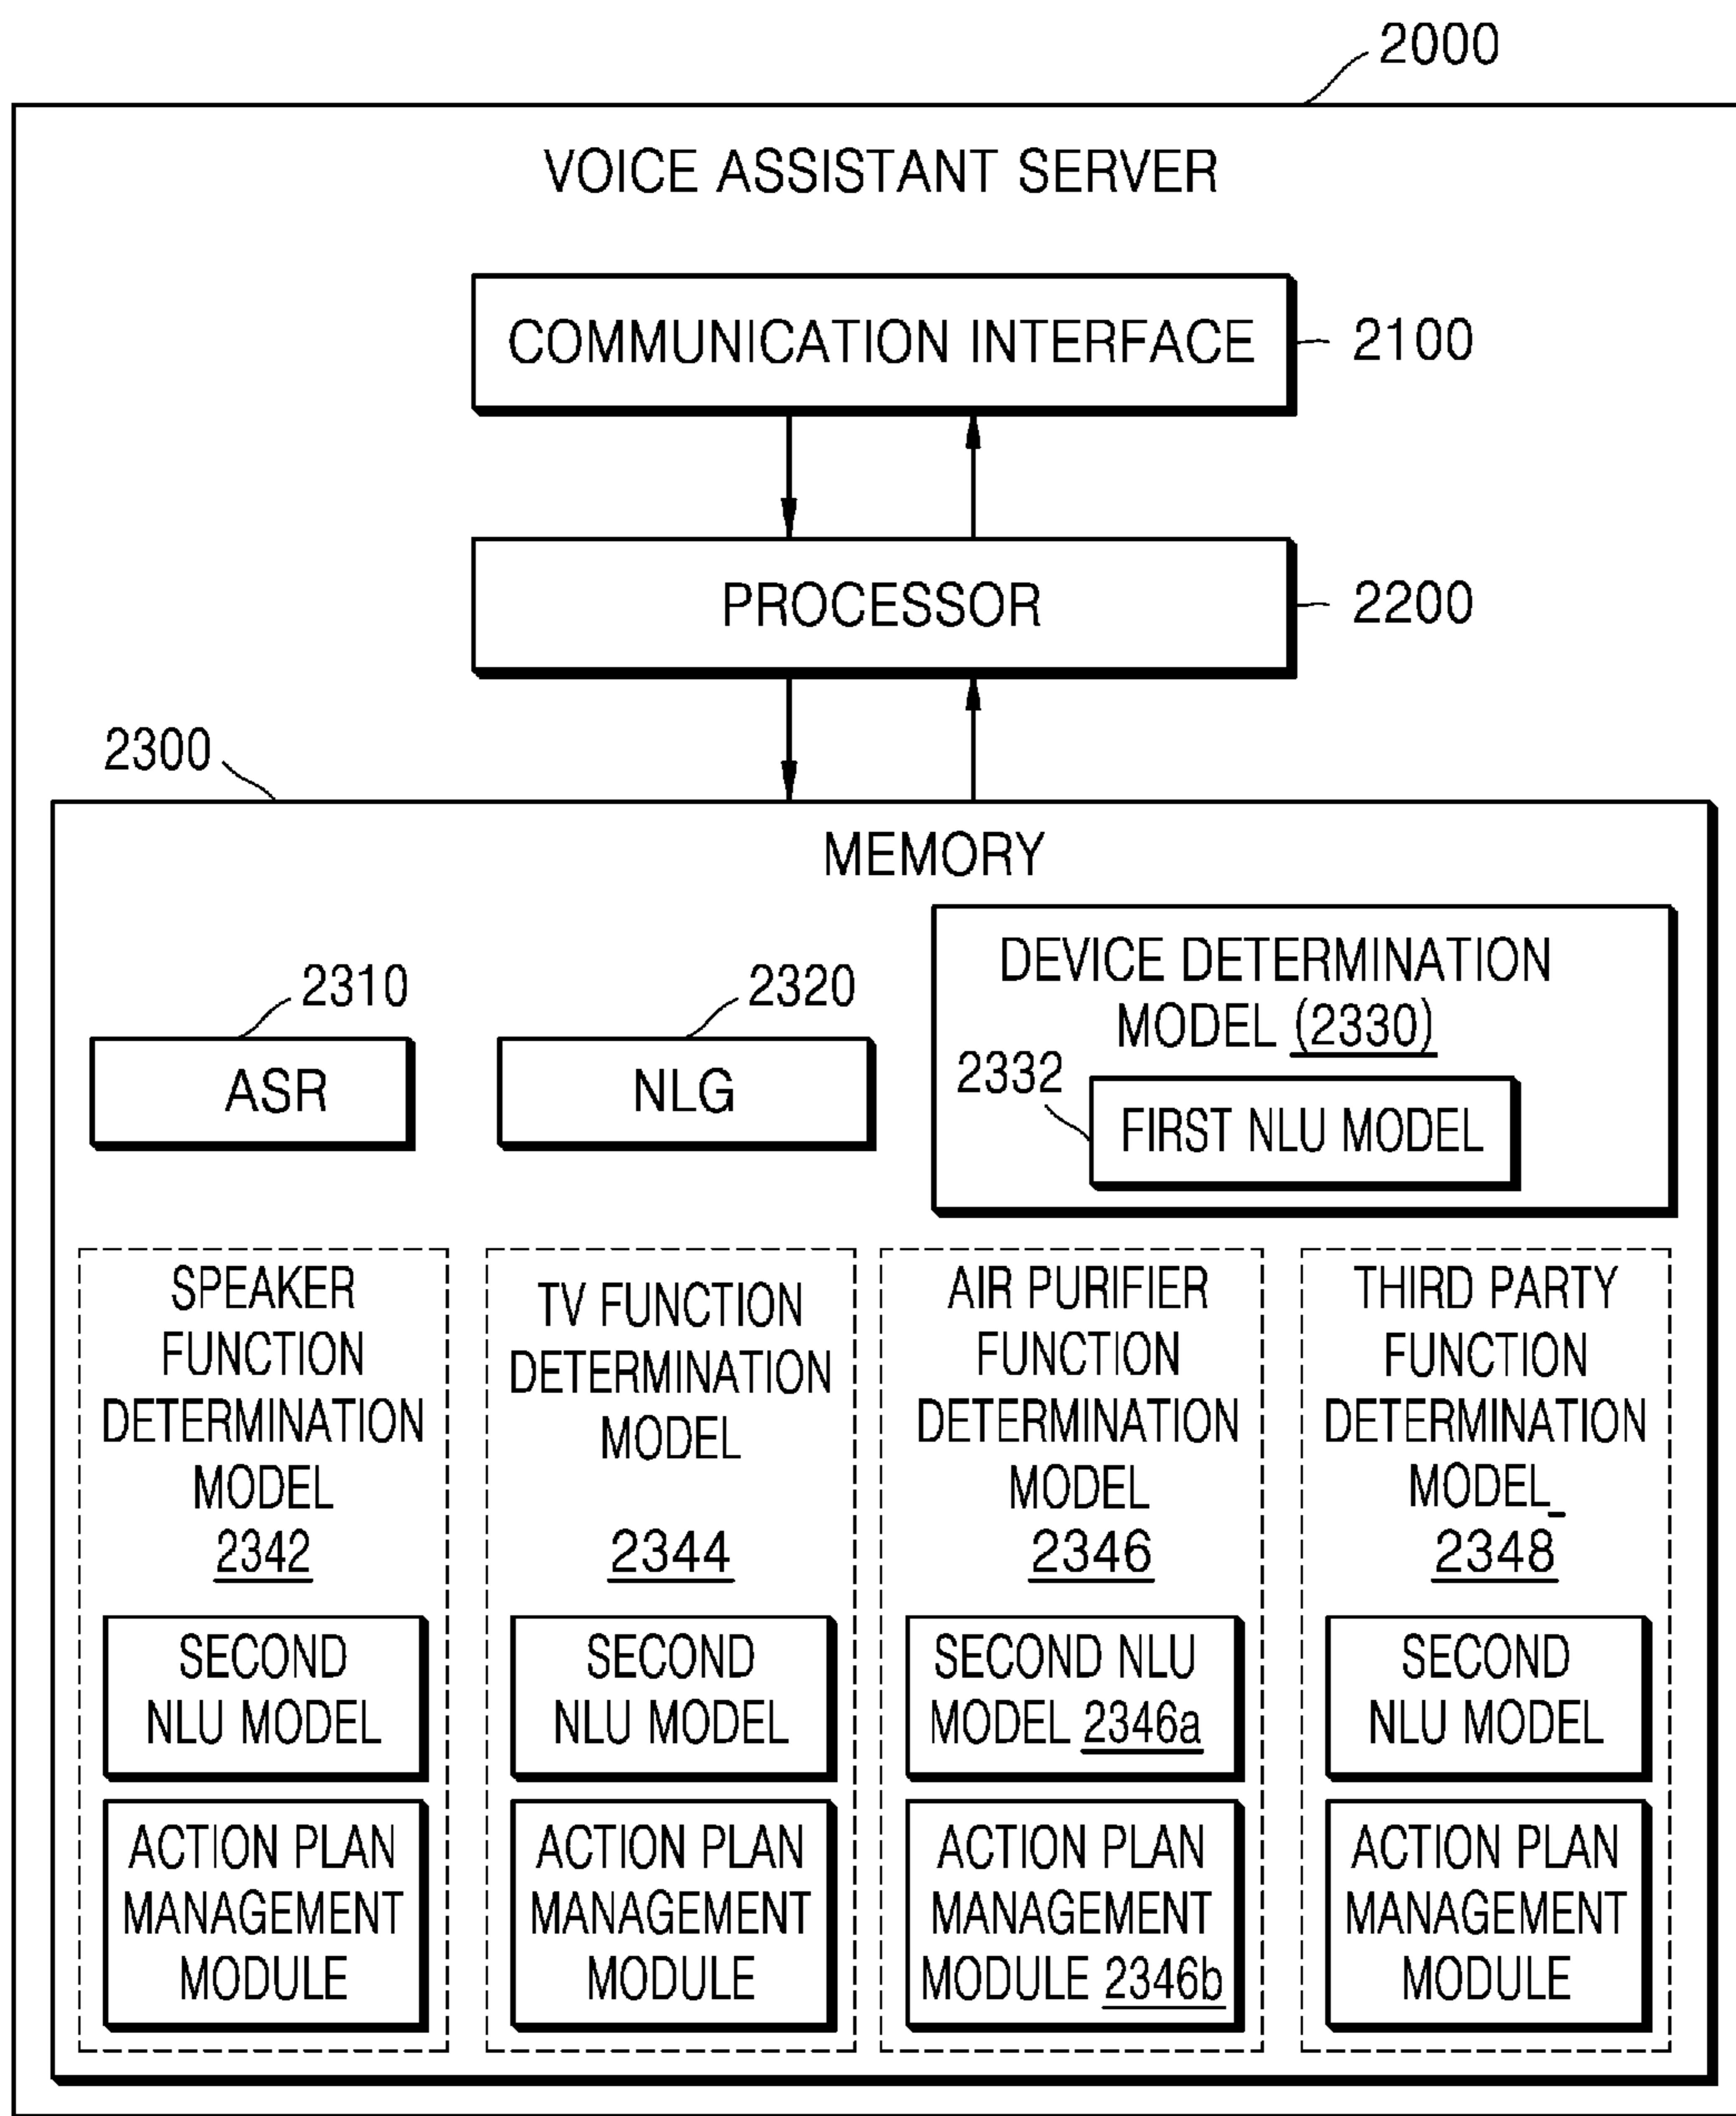 2000
VOICE ASSISTANT SERVER
COMMUNICATION INTERFACE
2100
PROCESSOR
2200
2300
MEMORY
2310
ASR
2320
NLG
DEVICE DETERMINATION
MODEL (2330)
2332
FIRST NLU MODEL
SPEAKER
FUNCTION
DETERMINATION
MODEL
2342
SECOND
NLU MODEL
ACTION PLAN
MANAGEMENT
MODULE
TV FUNCTION
DETERMINATION
MODEL
2344
SECOND
NLU MODEL
ACTION PLAN
MANAGEMENT
MODULE
AIR PURIFIER
FUNCTION
DETERMINATION
MODEL
2346
SECOND NLU
MODEL 2346a
ACTION PLAN
MANAGEMENT
MODULE 2346b
THIRD PARTY
FUNCTION
DETERMINATION
MODEL
2348
SECOND
NLU MODEL
ACTION PLAN
MANAGEMENT
MODULE